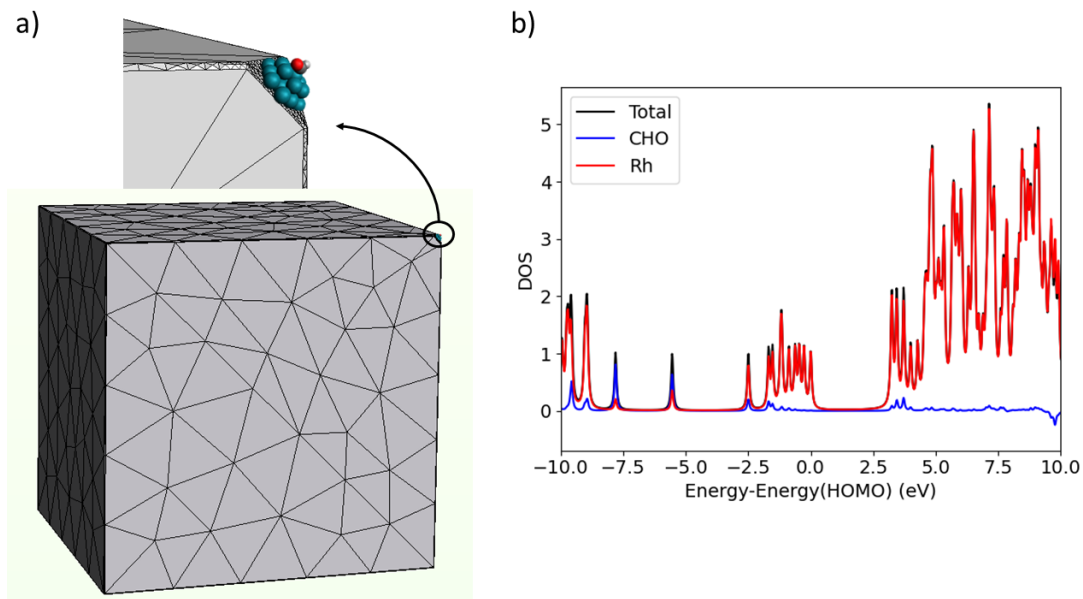 a)
b)
Total
CHO
Rh
DOS
5
4
3
2
1
0
−10.0 −7.5 −5.0 −2.5 0.0 2.5 5.0 7.5 10.0
Energy-Energy(HOMO) (eV)